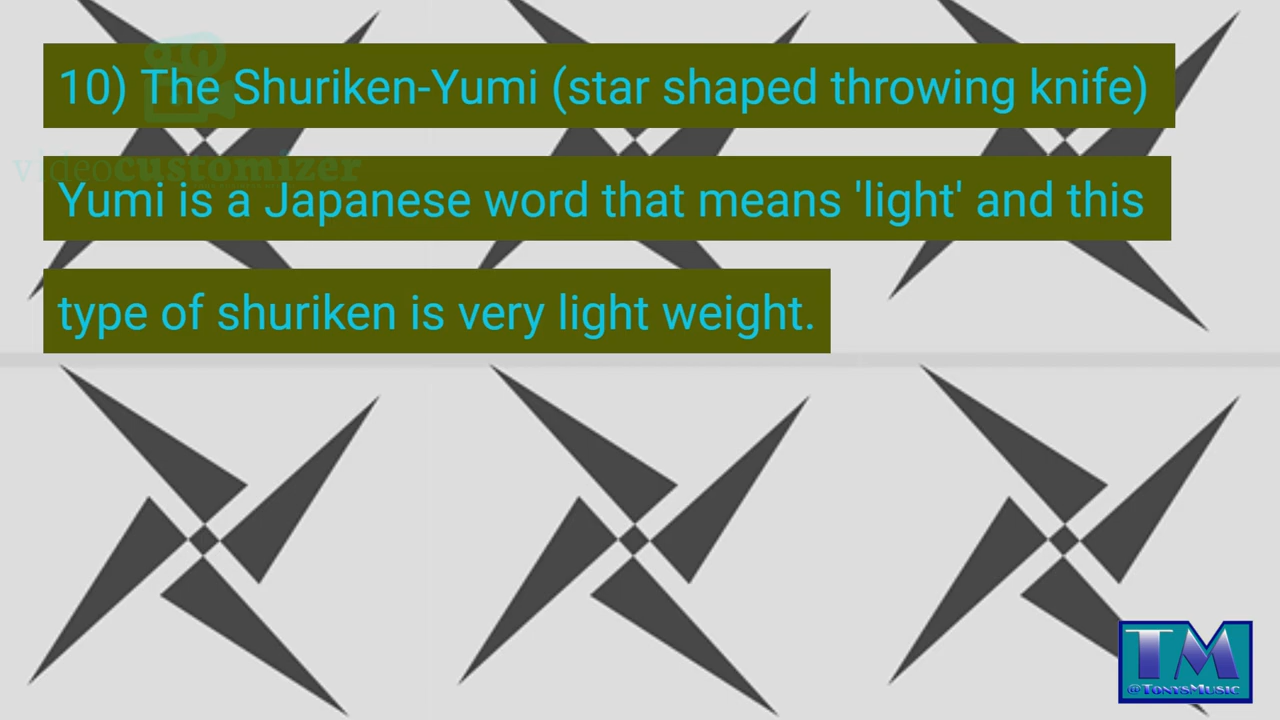 10) The Shuriken-Yumi (star shaped throwing knife)
videocustomizer
Yumi is a Japanese word that means 'light' and this
type of shuriken is very light weight.
TM
@TonysMusic